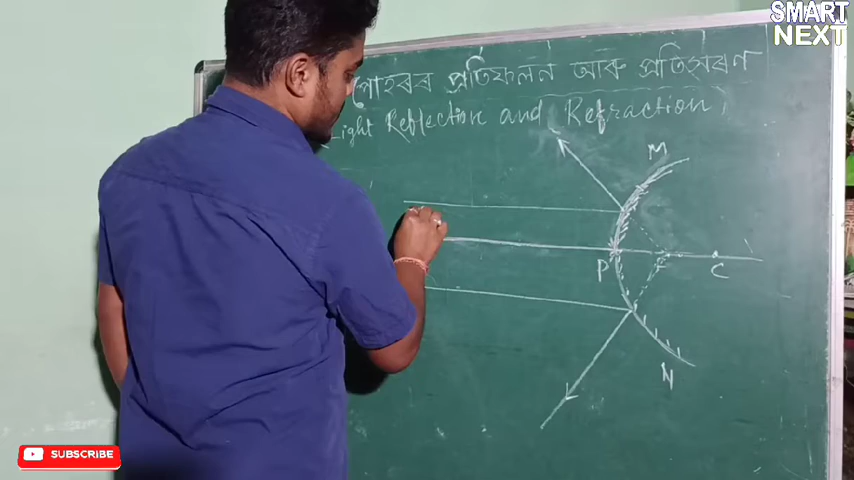 SMART
NEXT
পোহৰৰ প্ৰতিফলন আৰু প্ৰতিসৰণ
Light Reflection and Refraction
M
P
F
C
N
SUBSCRIBE